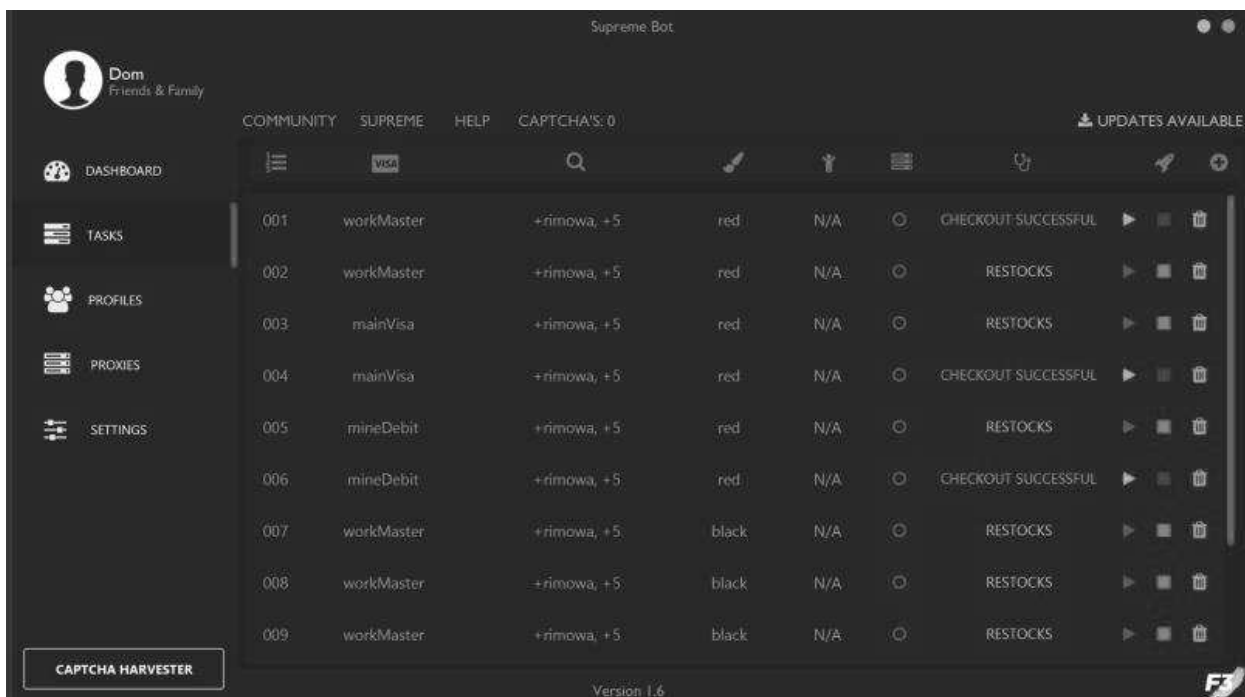 Supreme Bot
Dom
Friends & Family
COMMUNITY SUPREME HELP CAPTCHA'S: 0 UPDATES AVAILABLE
VISA
DASHBOARD
TASKS
PROFILES
PROXIES
SETTINGS
001 workMaster +rimowa, +5 red N/A CHECKOUT SUCCESSFUL
002 workMaster +rimowa, +5 red N/A RESTOCKS
003 mainVisa +rimowa, +5 red N/A RESTOCKS
004 mainVisa +rimowa, +5 red N/A CHECKOUT SUCCESSFUL
005 mineDebit +rimowa, +5 red N/A RESTOCKS
006 mineDebit +rimowa, +5 red N/A CHECKOUT SUCCESSFUL
007 workMaster +rimowa, +5 black N/A RESTOCKS
008 workMaster +rimowa, +5 black N/A RESTOCKS
009 workMaster +rimowa, +5 black N/A RESTOCKS
CAPTCHA HARVESTER
Version 1.6
F3